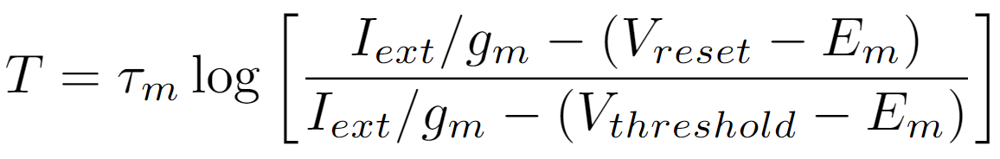 T = τ_m log [ (I_ext/g_m − (V_reset − E_m)) / (I_ext/g_m − (V_threshold − E_m)) ]